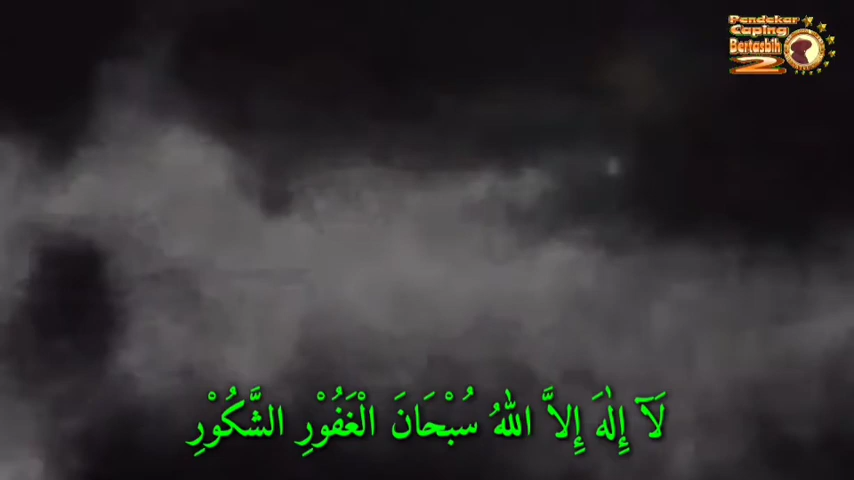 Pendekar
Caping
Bertasbih
2
لَآ إِلٰهَ إِلاَّ اللهُ سُبْحَانَ الْغَفُوْرِ الشَّكُوْرِ